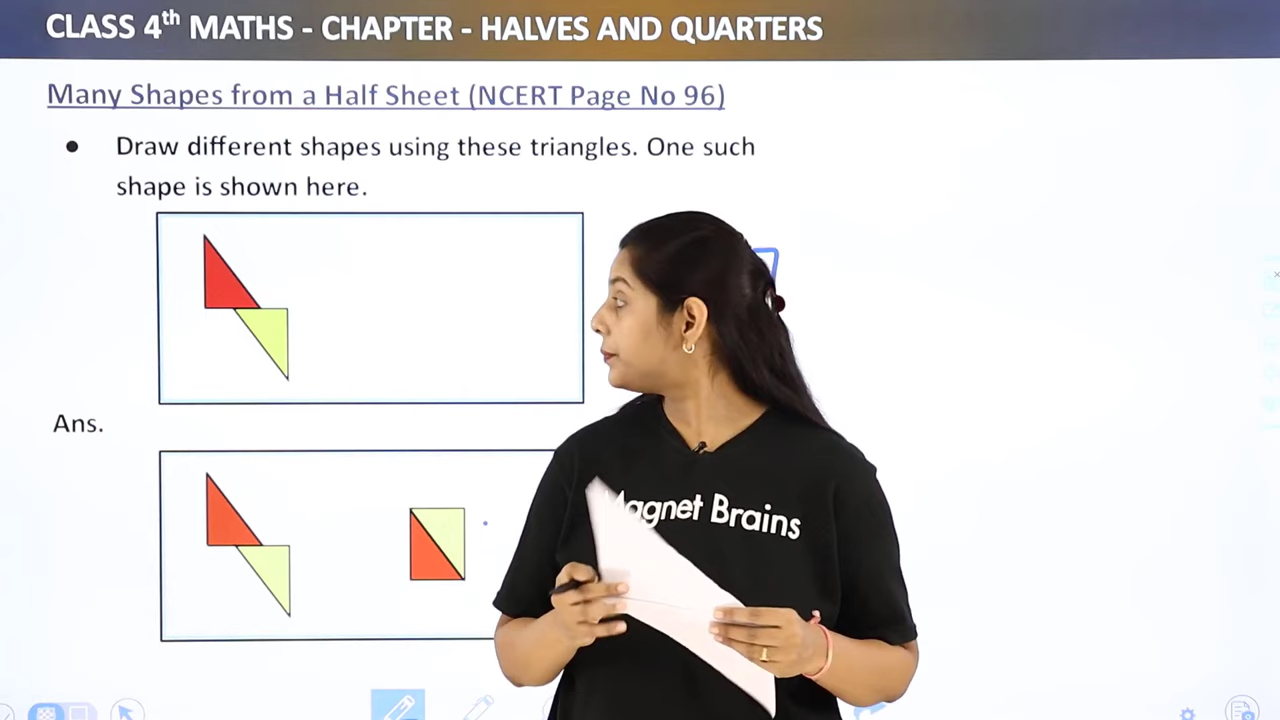 CLASS 4th MATHS - CHAPTER - HALVES AND QUARTERS
Many Shapes from a Half Sheet (NCERT Page No 96)
● Draw different shapes using these triangles. One such
shape is shown here.
Ans.
Magnet Brains